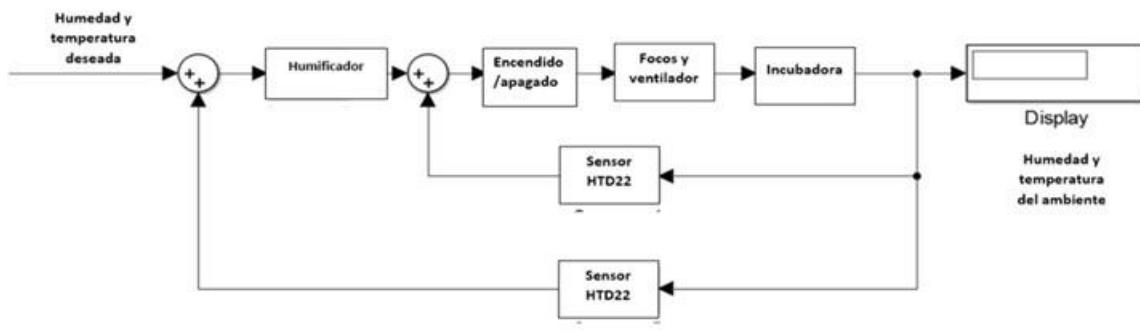 Humedad y
temperatura
deseada
+
+
Humificador
+
+
Encendido
/apagado
Focos y
ventilador
Incubadora
Display
Humedad y
temperatura
del ambiente
Sensor
HTD22
Sensor
HTD22